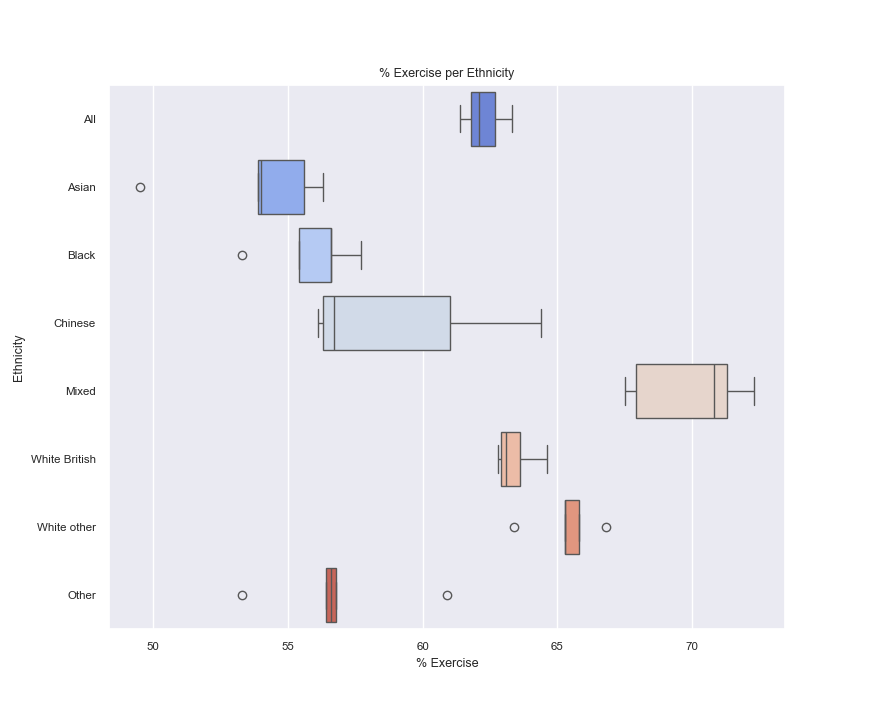 % Exercise per Ethnicity
Ethnicity
All
Asian
Black
Chinese
Mixed
White British
White other
Other
50 55 60 65 70
% Exercise